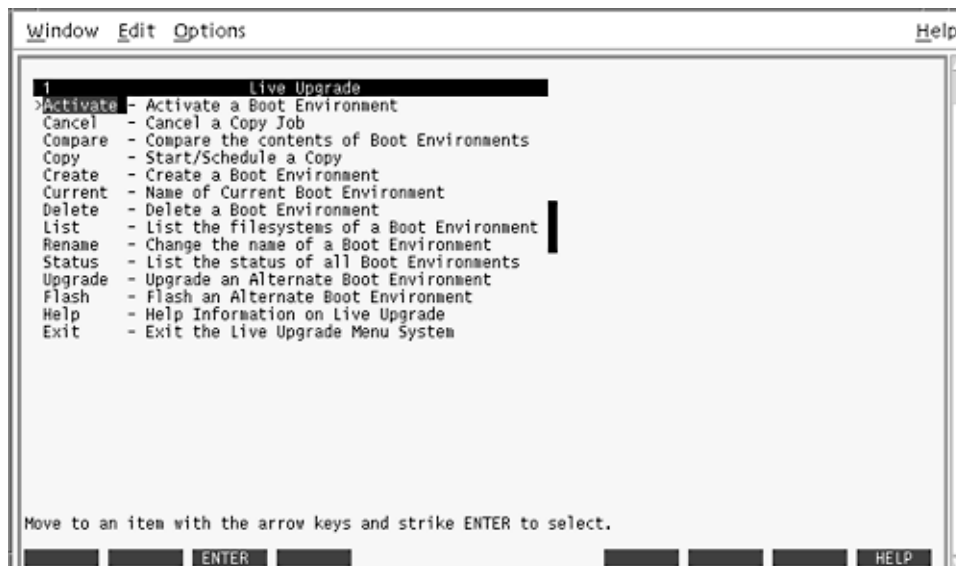 Window Edit Options Help
1 Live Upgrade
>Activate - Activate a Boot Environment
Cancel - Cancel a Copy Job
Compare - Compare the contents of Boot Environments
Copy - Start/Schedule a Copy
Create - Create a Boot Environment
Current - Name of Current Boot Environment
Delete - Delete a Boot Environment
List - List the filesystems of a Boot Environment
Rename - Change the name of a Boot Environment
Status - List the status of all Boot Environments
Upgrade - Upgrade an Alternate Boot Environment
Flash - Flash an Alternate Boot Environment
Help - Help Information on Live Upgrade
Exit - Exit the Live Upgrade Menu System
Move to an item with the arrow keys and strike ENTER to select.
ENTER HELP